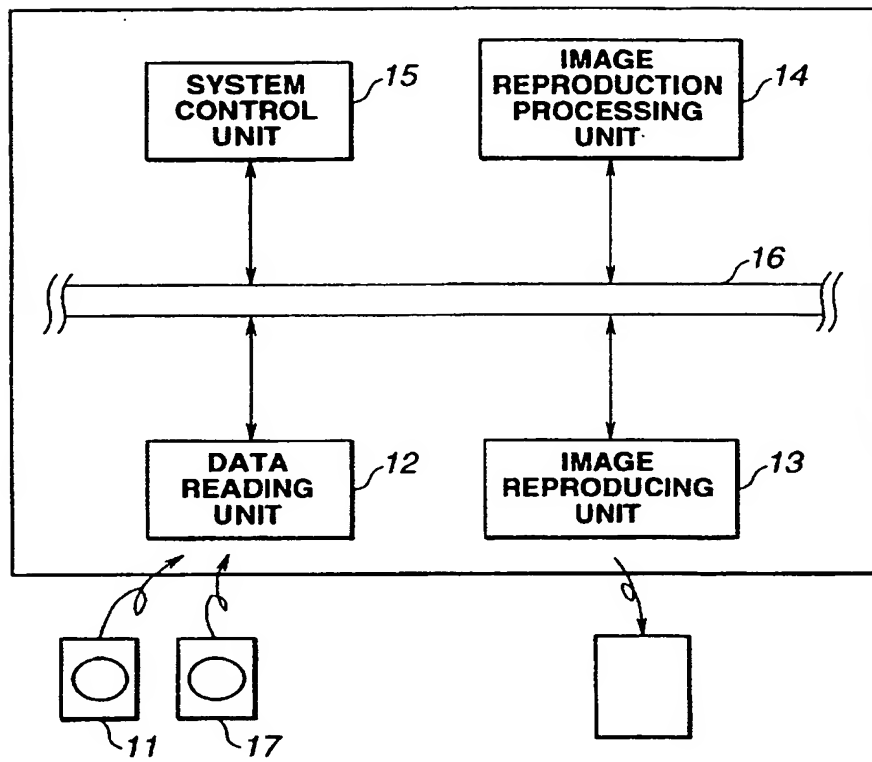 SYSTEM
CONTROL
UNIT
15
IMAGE
REPRODUCTION
PROCESSING
UNIT
14
16
DATA
READING
UNIT
12
IMAGE
REPRODUCING
UNIT
13
11
17